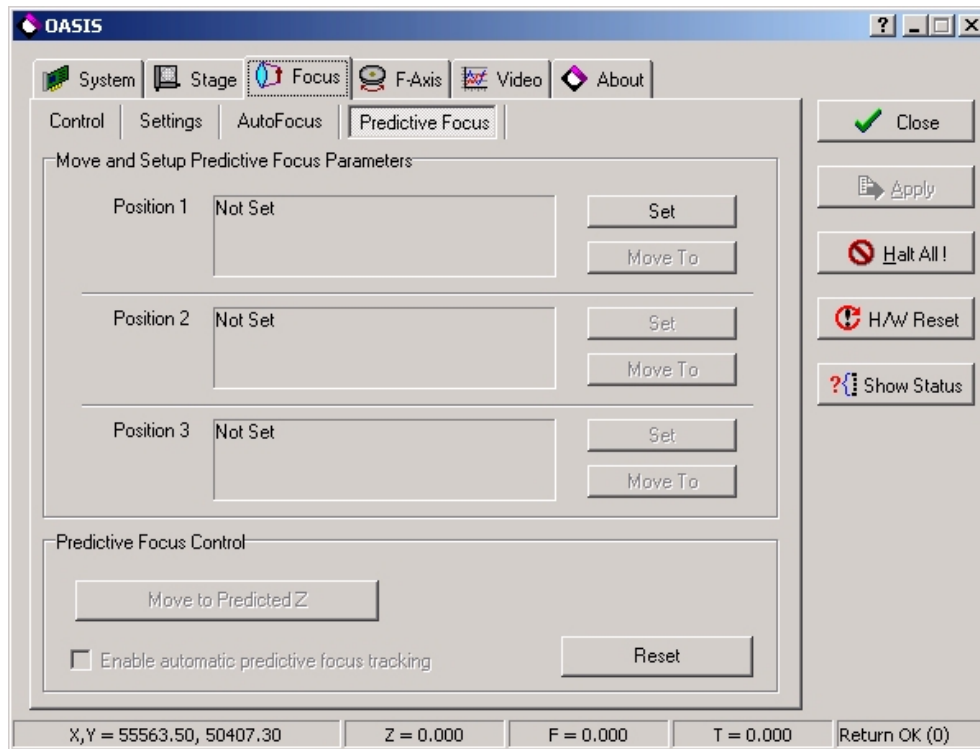 OASIS
System Stage Focus F-Axis Video About
Control Settings AutoFocus Predictive Focus
Move and Setup Predictive Focus Parameters
Position 1 Not Set Set
Move To
Position 2 Not Set Set
Move To
Position 3 Not Set Set
Move To
Predictive Focus Control
Move to Predicted Z
Enable automatic predictive focus tracking
Reset
Close
Apply
Halt All !
H/W Reset
Show Status
X,Y = 55563.50, 50407.30 Z = 0.000 F = 0.000 T = 0.000 Return OK (0)